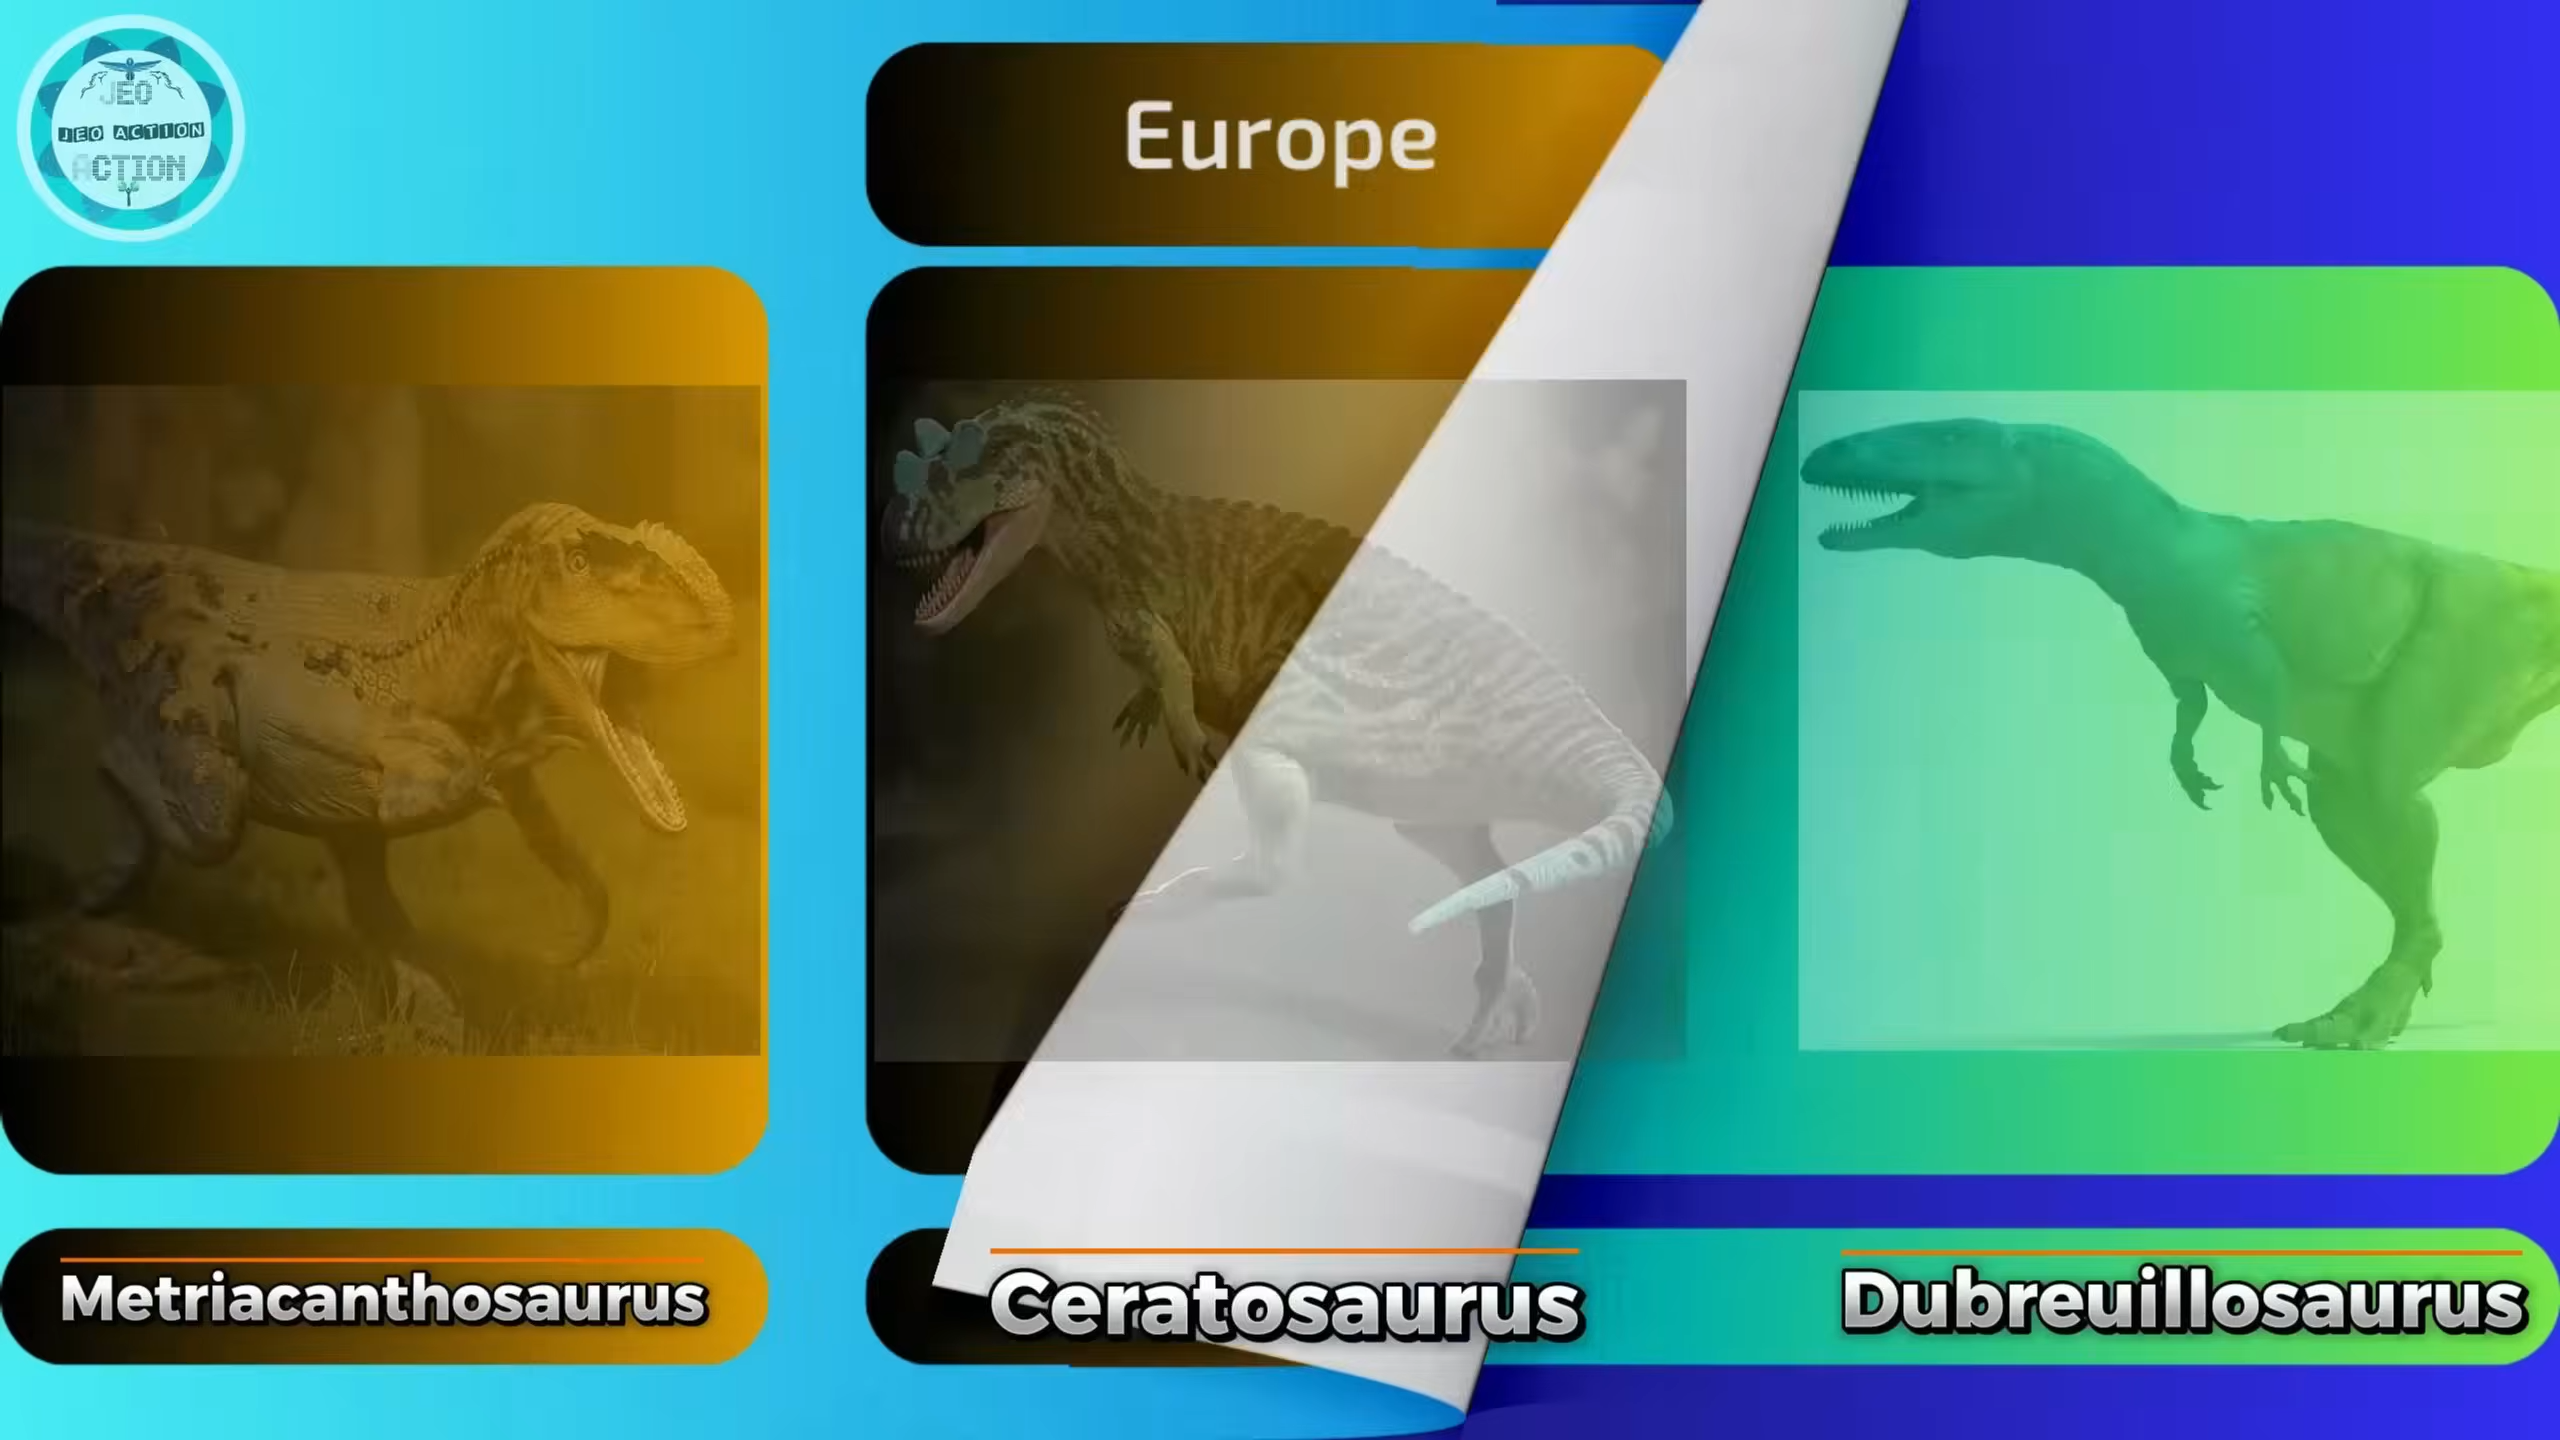 JEO
JEO ACTION
ACTION
Europe
Metriacanthosaurus
Ceratosaurus
Dubreuillosaurus